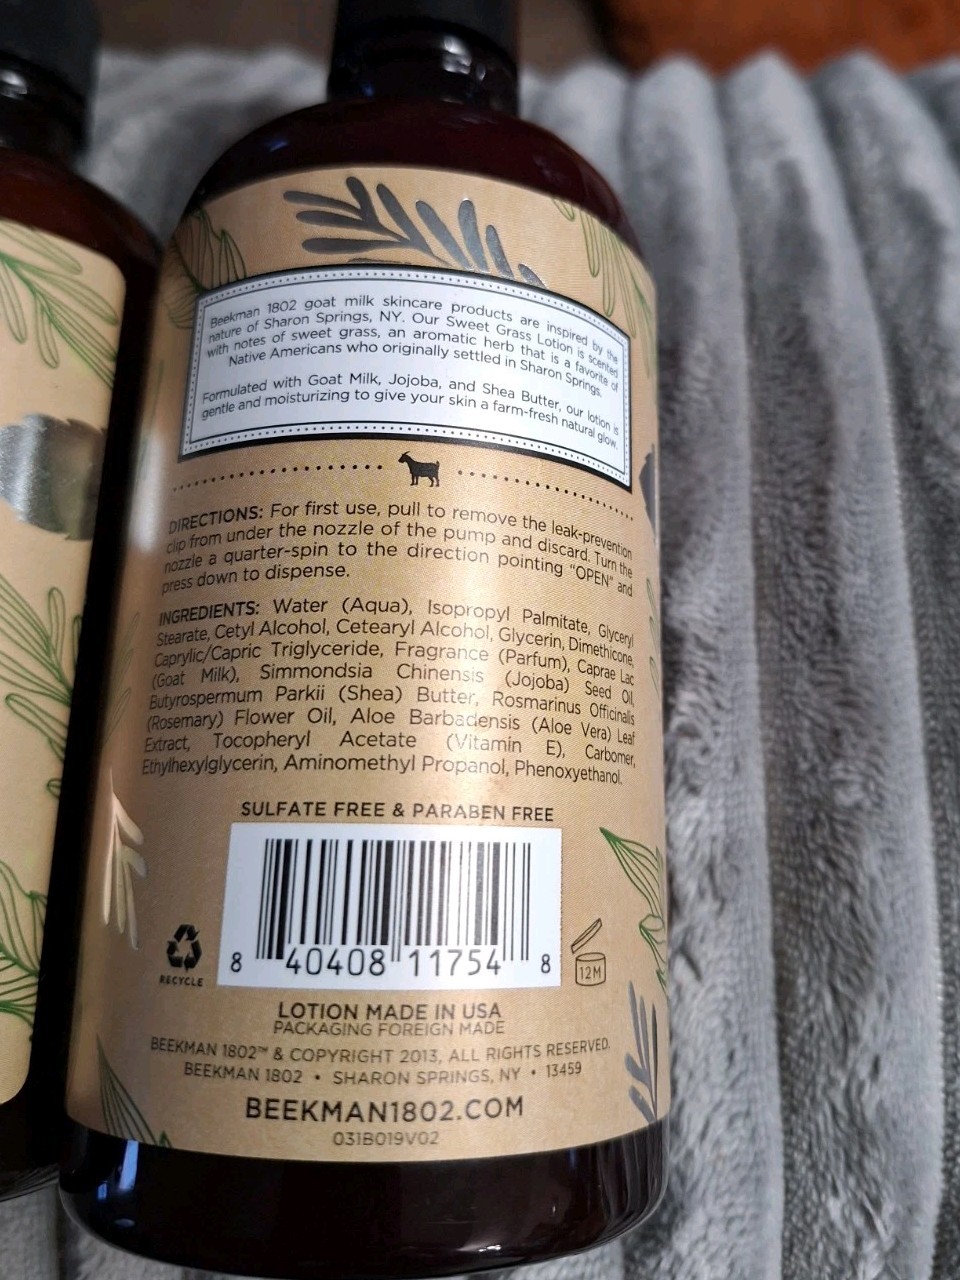 Beekman 1802 goat milk skincare products are inspired by the
nature of Sharon Springs, NY. Our Sweet Grass Lotion is scented
with notes of sweet grass, an aromatic herb that is a favorite of
Native Americans who originally settled in Sharon Springs.
Formulated with Goat Milk, Jojoba, and Shea Butter, our lotion is
gentle and moisturizing to give your skin a farm-fresh natural glow.
DIRECTIONS: For first use, pull to remove the leak-prevention
clip from under the nozzle of the pump and discard. Turn the
nozzle a quarter-spin to the direction pointing "OPEN" and
press down to dispense.
INGREDIENTS: Water (Aqua), Isopropyl Palmitate, Glyceryl
Stearate, Cetyl Alcohol, Cetearyl Alcohol, Glycerin, Dimethicone,
Caprylic/Capric Triglyceride, Fragrance (Parfum), Caprae Lac
(Goat Milk), Simmondsia Chinensis (Jojoba) Seed Oil,
Butyrospermum Parkii (Shea) Butter, Rosmarinus Officinalis
(Rosemary) Flower Oil, Aloe Barbadensis (Aloe Vera) Leaf
Extract, Tocopheryl Acetate (Vitamin E), Carbomer,
Ethylhexylglycerin, Aminomethyl Propanol, Phenoxyethanol.
SULFATE FREE & PARABEN FREE
8 40408 11754 8
RECYCLE
12M
LOTION MADE IN USA
PACKAGING FOREIGN MADE
BEEKMAN 1802™ & COPYRIGHT 2013, ALL RIGHTS RESERVED.
BEEKMAN 1802 • SHARON SPRINGS, NY • 13459
BEEKMAN1802.COM
031B019V02